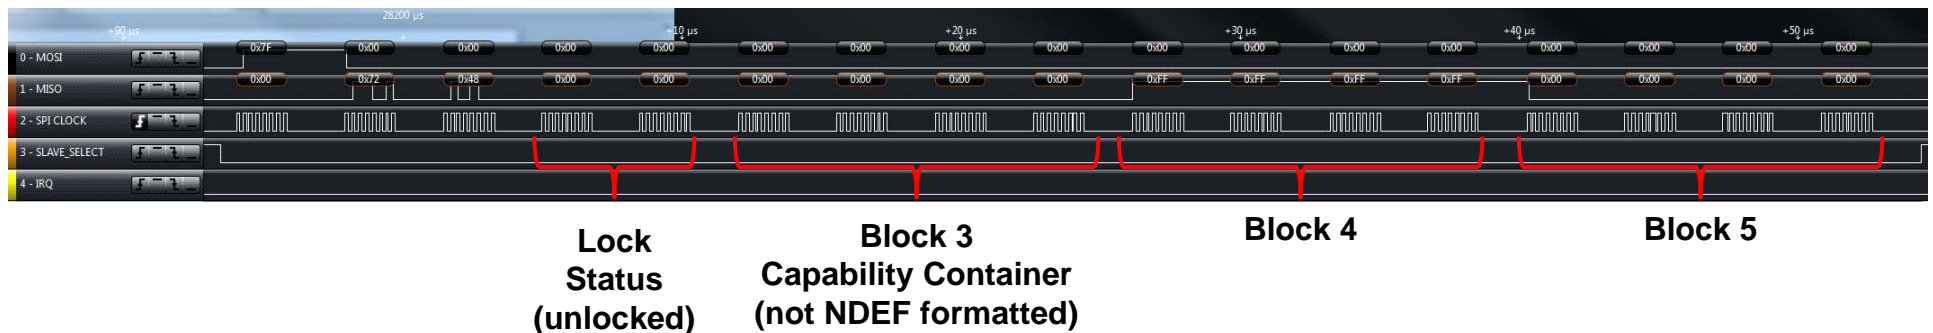 28200 µs
+90 µs +10 µs +20 µs +30 µs +40 µs +50 µs
0 - MOSI 0x7F 0x00 0x00 0x00 0x00 0x00 0x00 0x00 0x00 0x00 0x00 0x00 0x00 0x00 0x00 0x00 0x00
1 - MISO 0x00 0x72 0x48 0x00 0x00 0x00 0x00 0x00 0x00 0xFF 0xFF 0xFF 0xFF 0x00 0x00 0x00 0x00
2 - SPI CLOCK
3 - SLAVE_SELECT
4 - IRQ
Lock
Status
(unlocked)
Block 3
Capability Container
(not NDEF formatted)
Block 4
Block 5